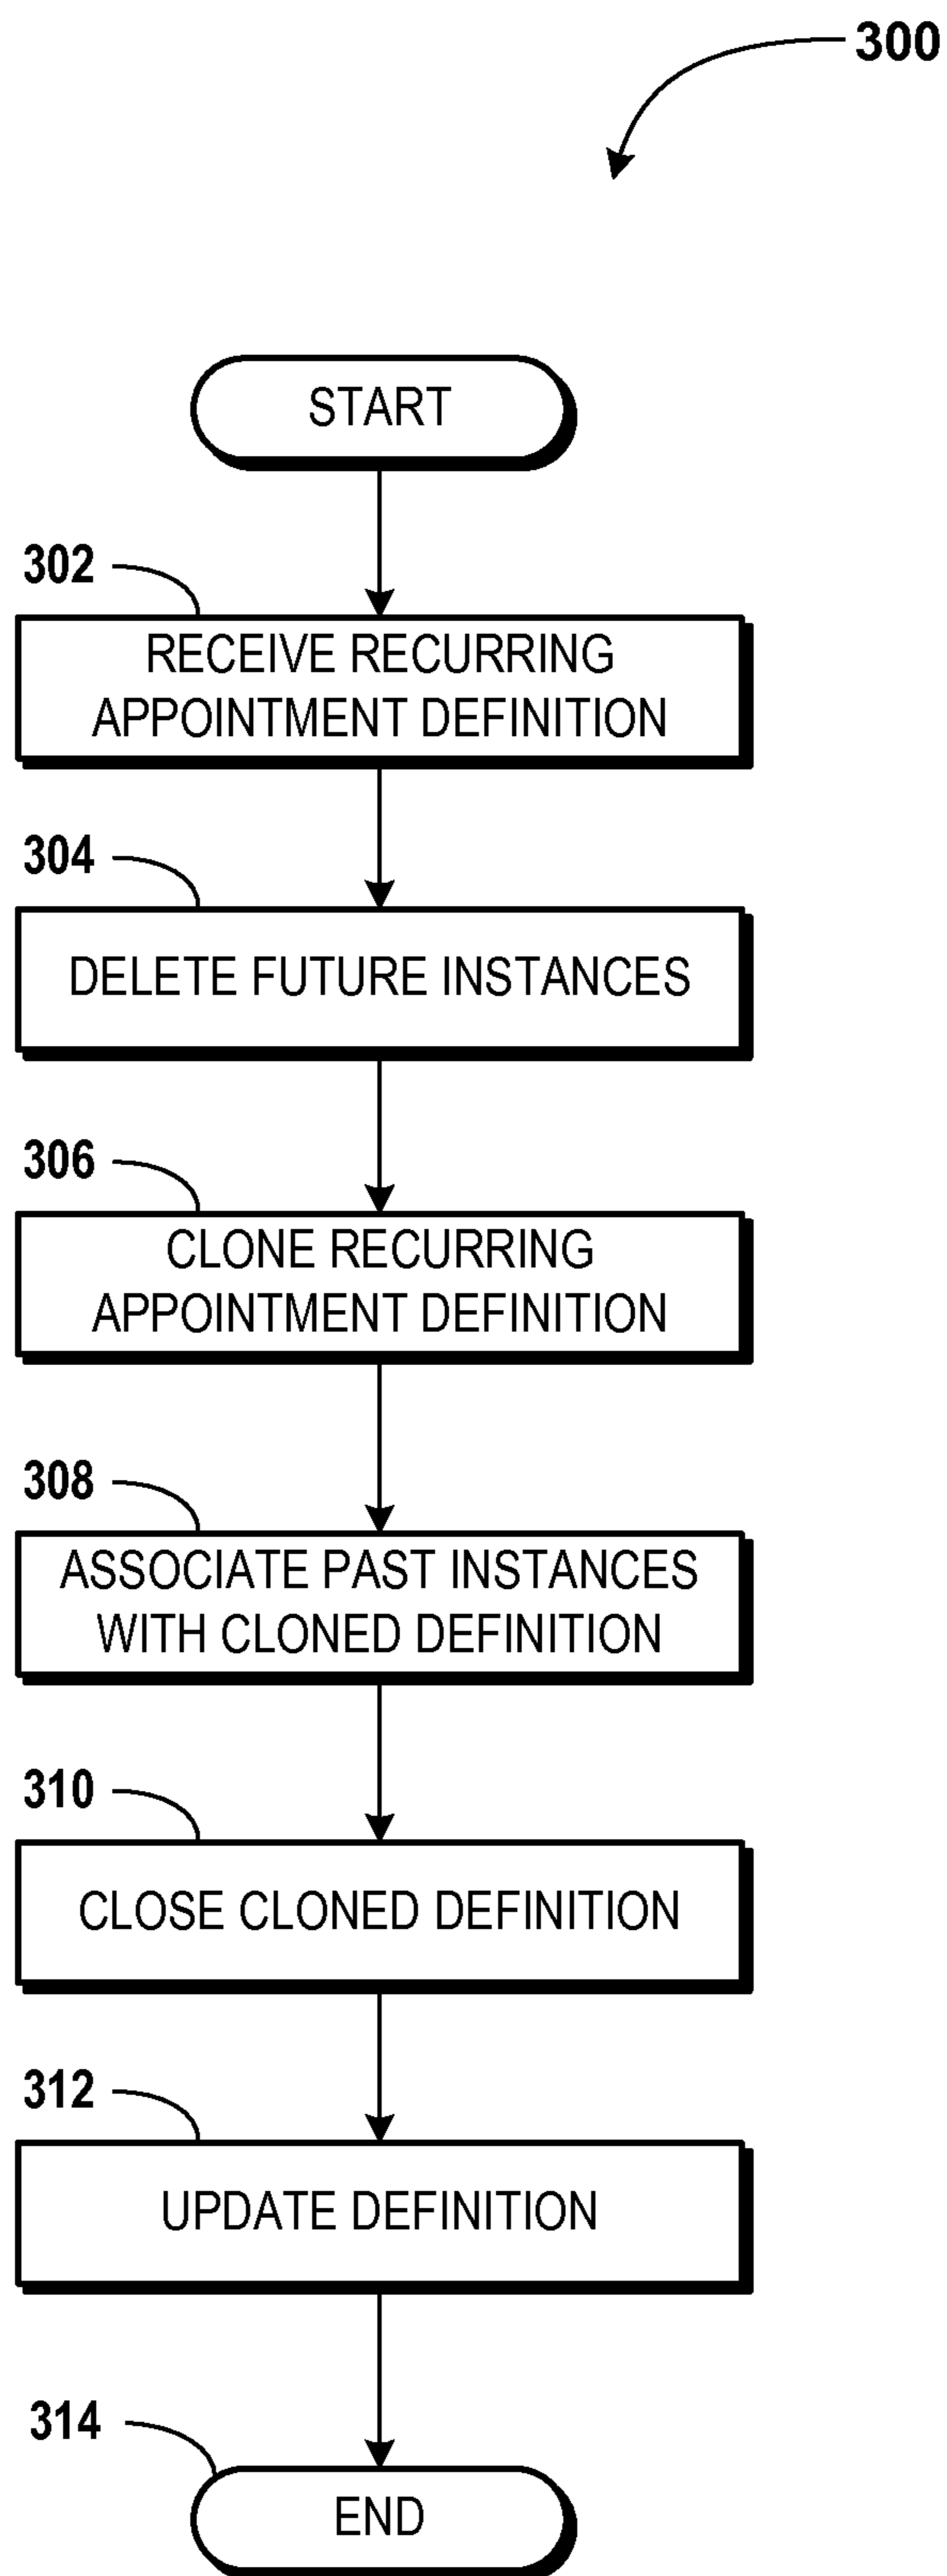 300
START
302
RECEIVE RECURRING
APPOINTMENT DEFINITION
304
DELETE FUTURE INSTANCES
306
CLONE RECURRING
APPOINTMENT DEFINITION
308
ASSOCIATE PAST INSTANCES
WITH CLONED DEFINITION
310
CLOSE CLONED DEFINITION
312
UPDATE DEFINITION
314
END